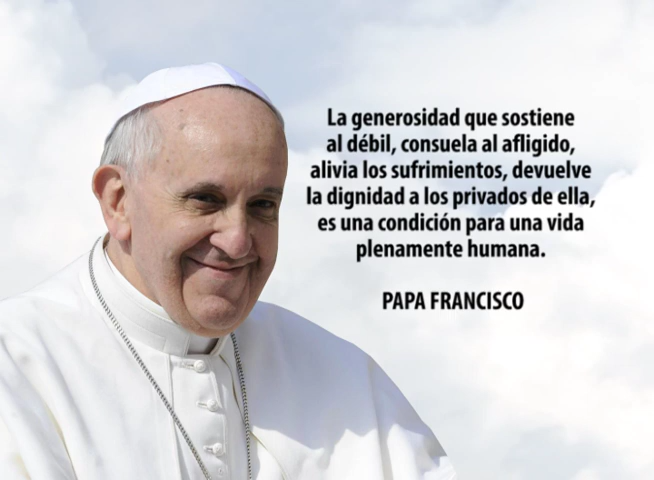 La generosidad que sostiene
al débil, consuela al afligido,
alivia los sufrimientos, devuelve
la dignidad a los privados de ella,
es una condición para una vida
plenamente humana.
PAPA FRANCISCO